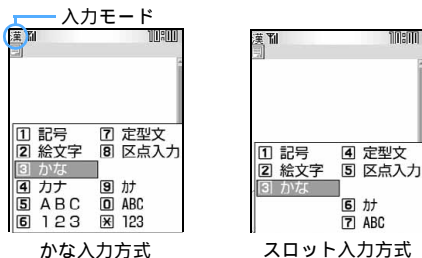 入力モード
漢 10:00
1 記号 7 定型文
2 絵文字 8 区点入力
3 かな
4 カナ 9 ｶﾅ
5 ＡＢＣ 0 ABC
6 １２３ ※ 123
かな入力方式
漢 10:00
1 記号 4 定型文
2 絵文字 5 区点入力
3 かな
6 ｶﾅ
7 ABC
スロット入力方式